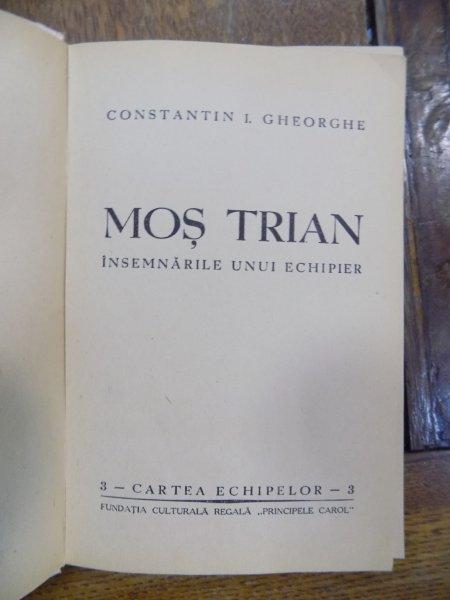 CONSTANTIN I. GHEORGHE
MOȘ TRIAN
ÎNSEMNĂRILE UNUI ECHIPIER
3 — CARTEA ECHIPELOR — 3
FUNDAȚIA CULTURALĂ REGALĂ „PRINCIPELE CAROL"